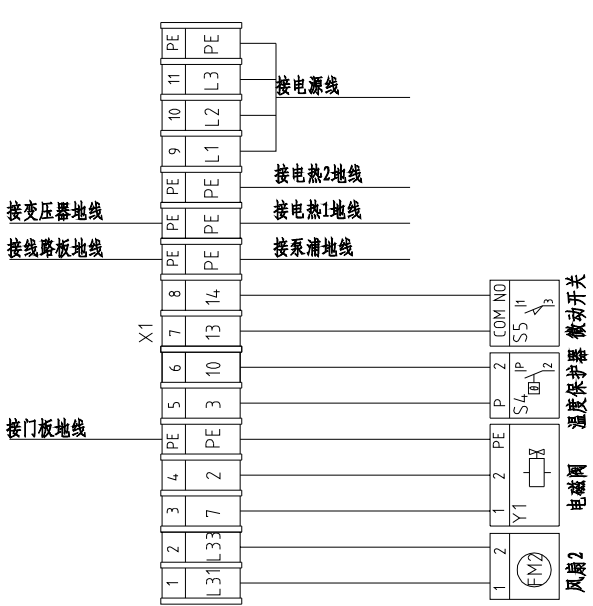 PE PE
11 L3
接电源线
10 L2
9 L1
PE PE 接电热2地线
接变压器地线 PE PE 接电热1地线
接线路板地线 PE PE 接泵浦地线
8 14
X1
7 13
COM NO
S5 1 3
微动开关
6 10
5 3
P 2
S4 θ 1P 2
温度保护器
接门板地线 PE PE
4 2
3 7
1 2 PE
Y1
电磁阀
2 L33
1 L31
1 2
FM2
风扇2